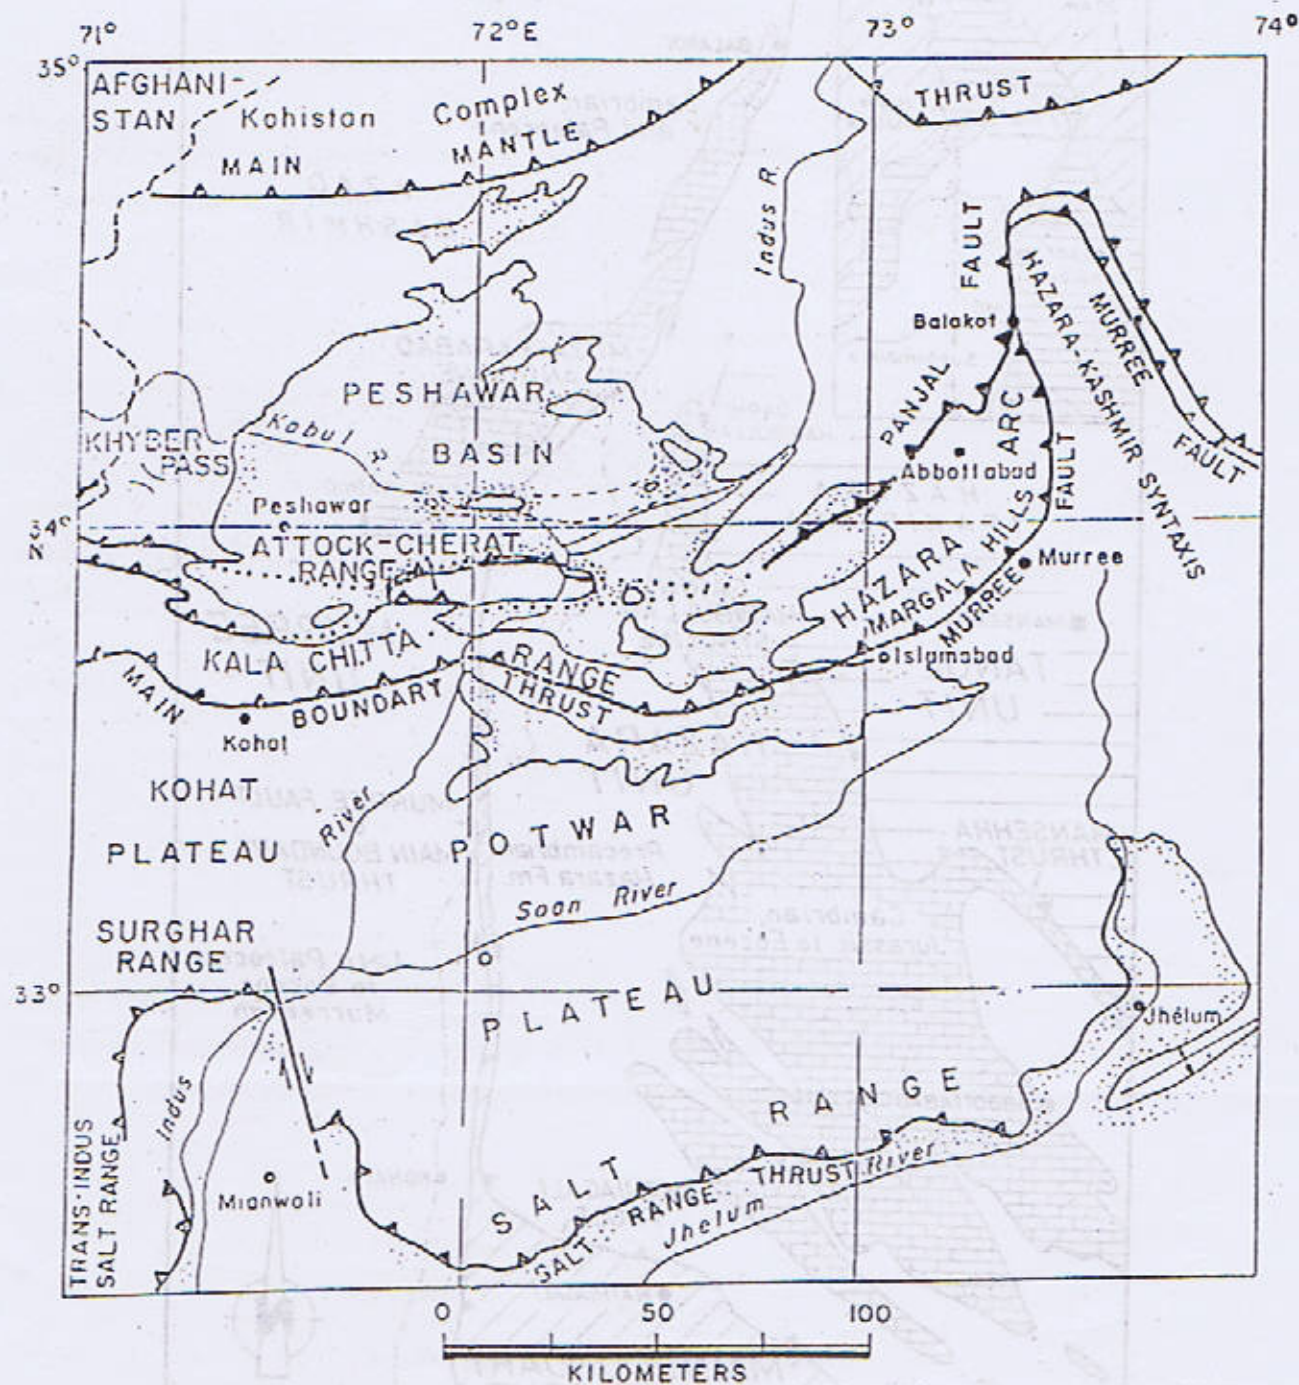 71° 72°E 73° 74°
35°
AFGHANI-
STAN
Kohistan Complex
MAIN MANTLE THRUST
Indus R.
FAULT
HAZARA-KASHMIR SYNTAXIS
MURREE
FAULT
Balakot
PANJAL
ARC
FAULT
PESHAWAR
BASIN
Kabul R.
KHYBER
PASS
Abbottabad
Peshawar
34°
N
ATTOCK-CHERAT
RANGE
HAZARA
MARGALA HILLS
MURREE
Murree
KALA CHITTA RANGE
Islamabad
MAIN BOUNDARY THRUST
Kohat
KOHAT
PLATEAU
River
POTWAR
Soan River
SURGHAR
RANGE
33°
PLATEAU
Jhelum
Indus
SALT RANGE
TRANS-INDUS
SALT RANGE
Mianwali
SALT RANGE THRUST
Jhelum River
0 50 100
KILOMETERS